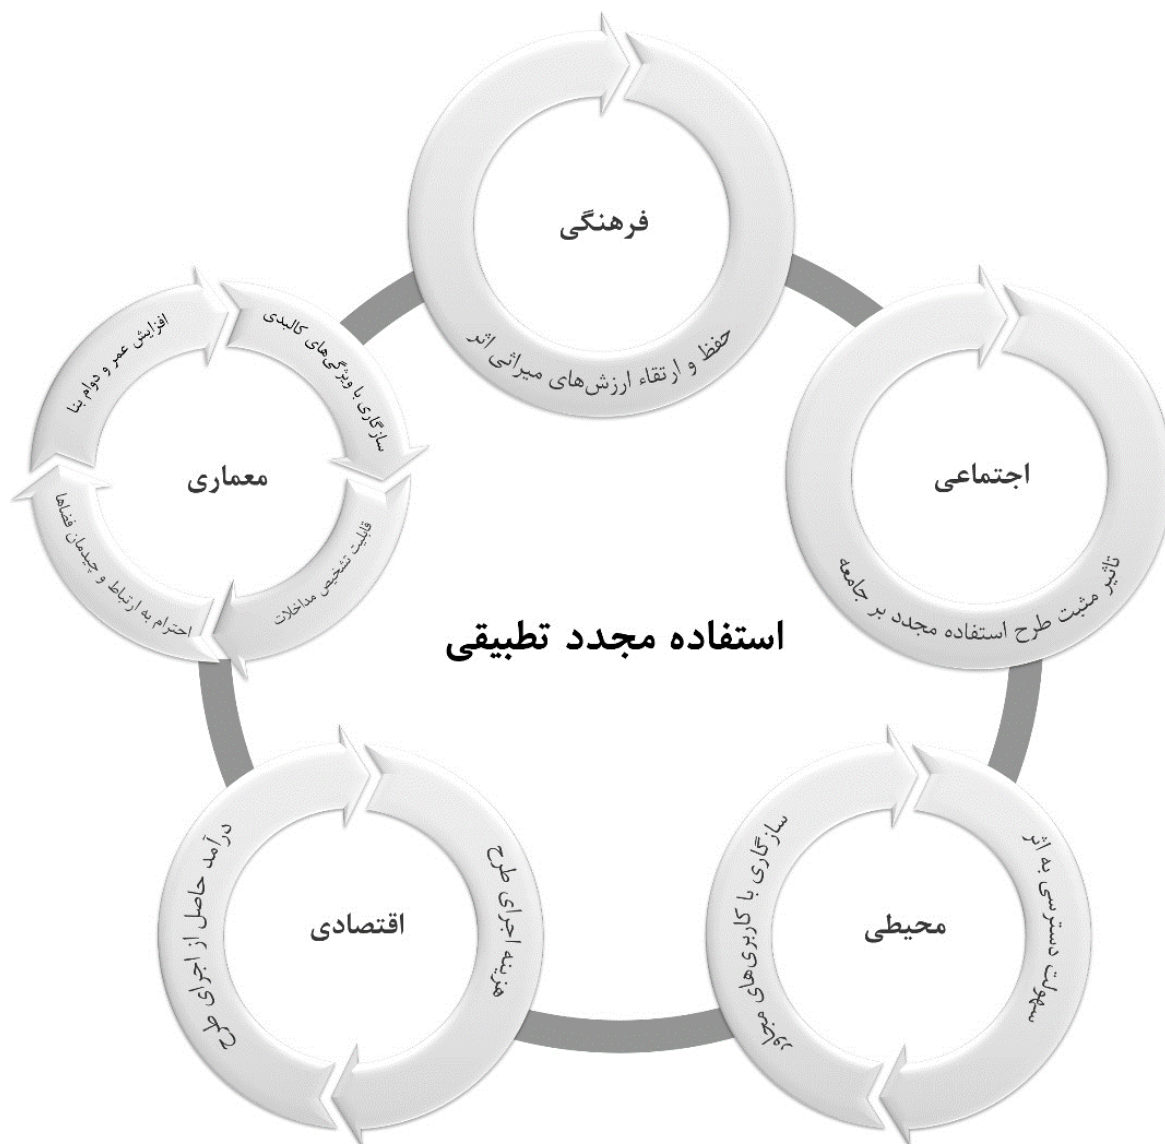 فرهنگی
حفظ و ارتقاء ارزش‌های میراثی اثر
اجتماعی
تاثیر مثبت طرح استفاده مجدد بر جامعه
محیطی
سهولت دسترسی به اثر
سازگاری با کاربری‌های مجاور
اقتصادی
هزینه اجرای طرح
درآمد حاصل از اجرای طرح
معماری
سازگاری با ویژگی‌های کالبدی
قابلیت تشخیص مداخلات
احترام به ارتباط و چیدمان فضاها
افزایش عمر و دوام بنا
استفاده مجدد تطبیقی